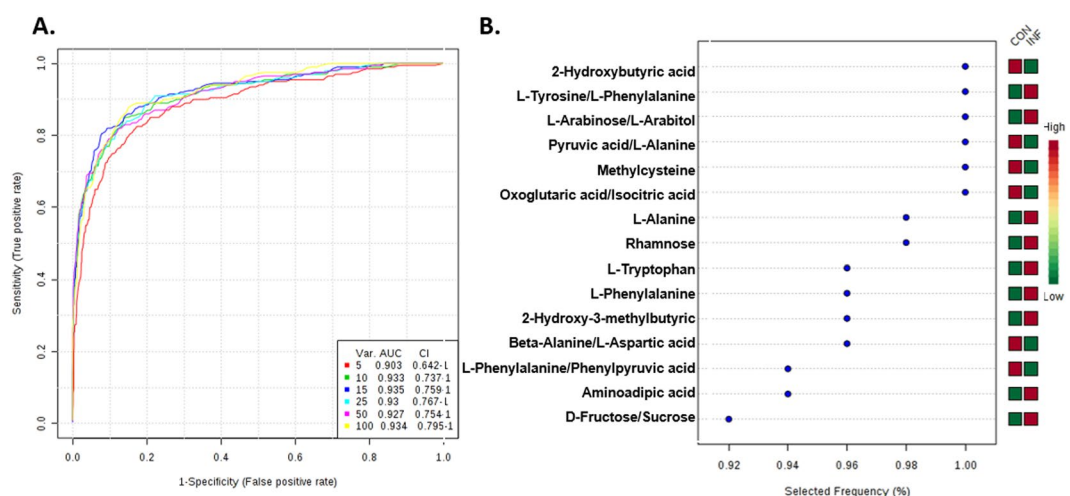 A.
1.0
0.8
0.6
0.4
0.2
0.0
Sensitivity (True positive rate)
0.0 0.2 0.4 0.6 0.8 1.0
1-Specificity (False positive rate)
Var. AUC CI
5 0.903 0.642-1
10 0.933 0.737-1
15 0.935 0.759-1
25 0.93 0.767-1
50 0.927 0.754-1
100 0.934 0.795-1
B.
CON INF
2-Hydroxybutyric acid
L-Tyrosine/L-Phenylalanine
L-Arabinose/L-Arabitol
Pyruvic acid/L-Alanine
Methylcysteine
Oxoglutaric acid/Isocitric acid
L-Alanine
Rhamnose
L-Tryptophan
L-Phenylalanine
2-Hydroxy-3-methylbutyric
Beta-Alanine/L-Aspartic acid
L-Phenylalanine/Phenylpyruvic acid
Aminoadipic acid
D-Fructose/Sucrose
High
Low
0.92 0.94 0.96 0.98 1.00
Selected Frequency (%)